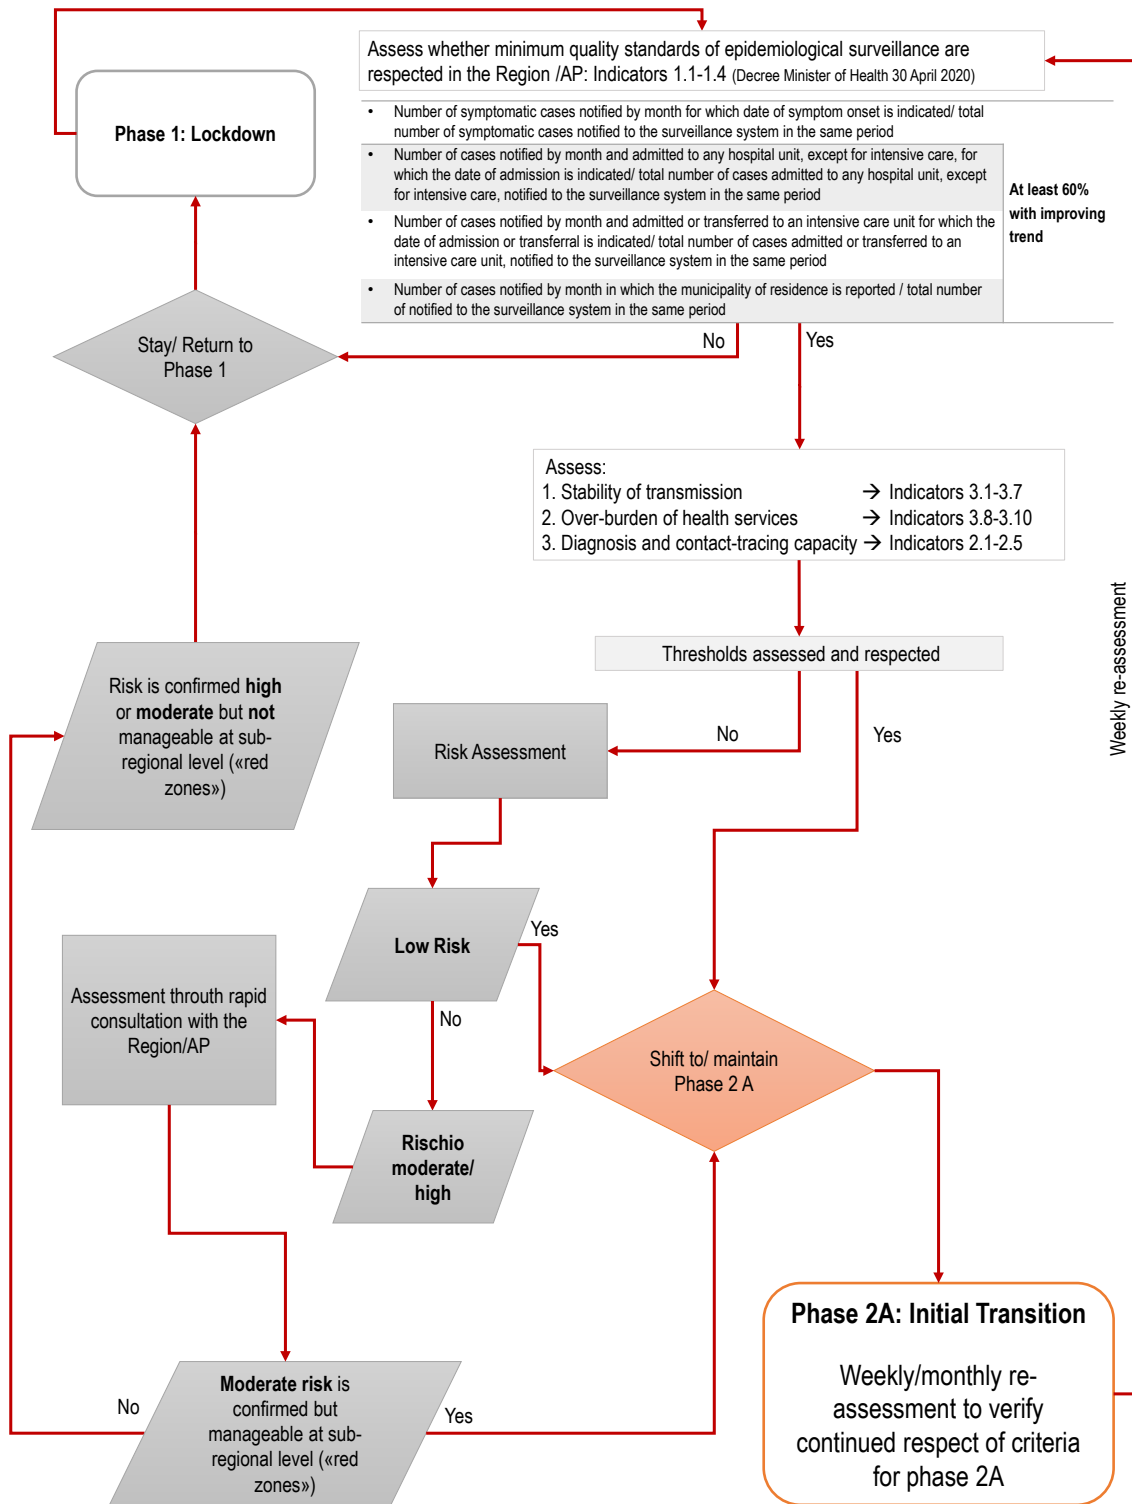 Assess whether minimum quality standards of epidemiological surveillance are
respected in the Region /AP: Indicators 1.1-1.4 (Decree Minister of Health 30 April 2020)
Phase 1: Lockdown
• Number of symptomatic cases notified by month for which date of symptom onset is indicated/ total
number of symptomatic cases notified to the surveillance system in the same period
• Number of cases notified by month and admitted to any hospital unit, except for intensive care, for
which the date of admission is indicated/ total number of cases admitted to any hospital unit, except
for intensive care, notified to the surveillance system in the same period
• Number of cases notified by month and admitted or transferred to an intensive care unit for which the
date of admission or transferral is indicated/ total number of cases admitted or transferred to an
intensive care unit, notified to the surveillance system in the same period
• Number of cases notified by month in which the municipality of residence is reported / total number
of notified to the surveillance system in the same period
At least 60%
with improving
trend
No
Yes
Stay/ Return to
Phase 1
Assess:
1. Stability of transmission → Indicators 3.1-3.7
2. Over-burden of health services → Indicators 3.8-3.10
3. Diagnosis and contact-tracing capacity → Indicators 2.1-2.5
Weekly re-assessment
Thresholds assessed and respected
No
Yes
Risk is confirmed high
or moderate but not
manageable at sub-
regional level («red
zones»)
Risk Assessment
Low Risk
Yes
No
Assessment throuth rapid
consultation with the
Region/AP
Shift to/ maintain
Phase 2 A
Rischio
moderate/
high
Phase 2A: Initial Transition
Weekly/monthly re-
assessment to verify
continued respect of criteria
for phase 2A
Moderate risk is
confirmed but
manageable at sub-
regional level («red
zones»)
No
Yes